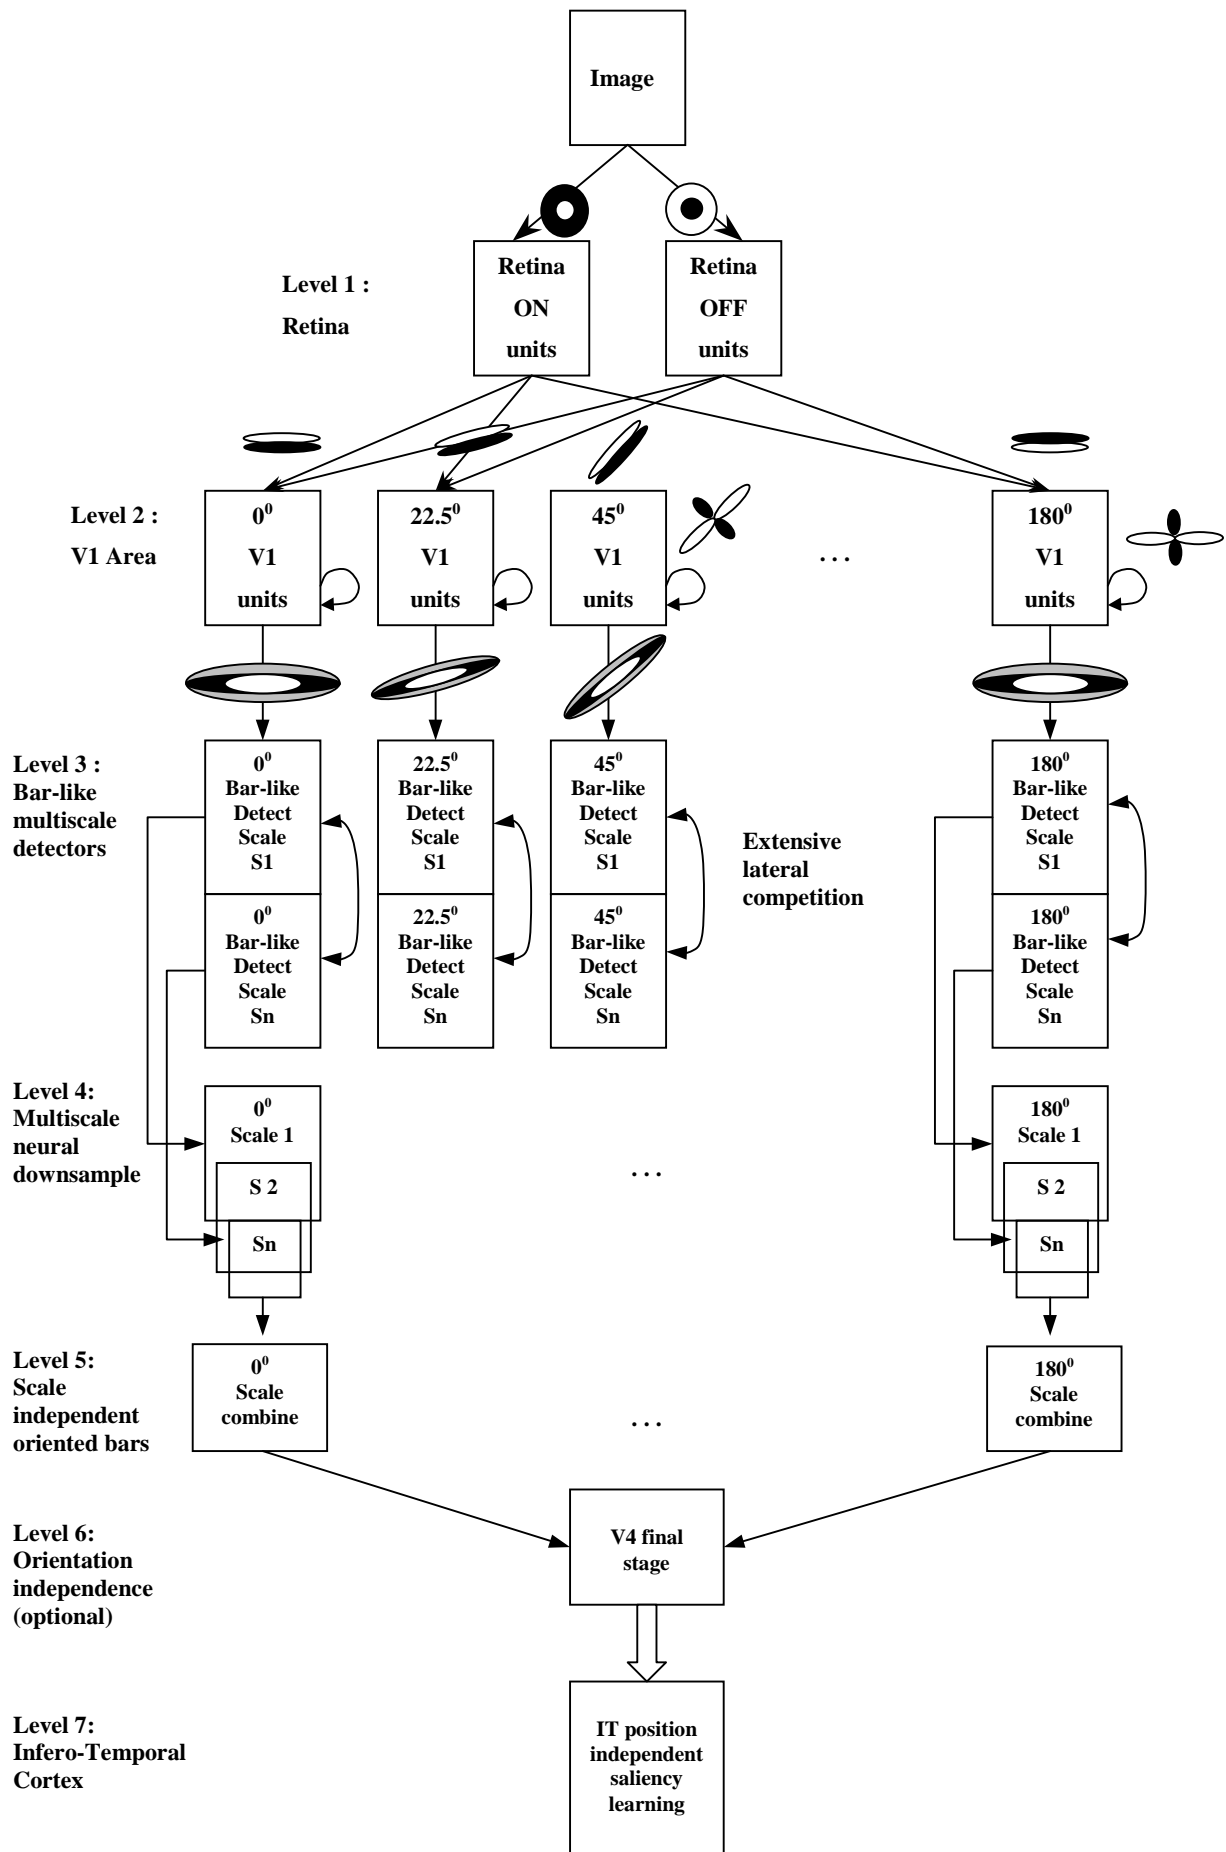 Image
Level 1 :
Retina
Retina
ON
units
Retina
OFF
units
Level 2 :
V1 Area
0⁰
V1
units
22.5⁰
V1
units
45⁰
V1
units
...
180⁰
V1
units
Level 3 :
Bar-like
multiscale
detectors
0⁰
Bar-like
Detect
Scale
S1
22.5⁰
Bar-like
Detect
Scale
S1
45⁰
Bar-like
Detect
Scale
S1
Extensive
lateral
competition
180⁰
Bar-like
Detect
Scale
S1
0⁰
Bar-like
Detect
Scale
Sn
22.5⁰
Bar-like
Detect
Scale
Sn
45⁰
Bar-like
Detect
Scale
Sn
180⁰
Bar-like
Detect
Scale
Sn
Level 4:
Multiscale
neural
downsample
0⁰
Scale 1
S 2
Sn
...
180⁰
Scale 1
S 2
Sn
Level 5:
Scale
independent
oriented bars
0⁰
Scale
combine
...
180⁰
Scale
combine
Level 6:
Orientation
independence
(optional)
V4 final
stage
Level 7:
Infero-Temporal
Cortex
IT position
independent
saliency
learning